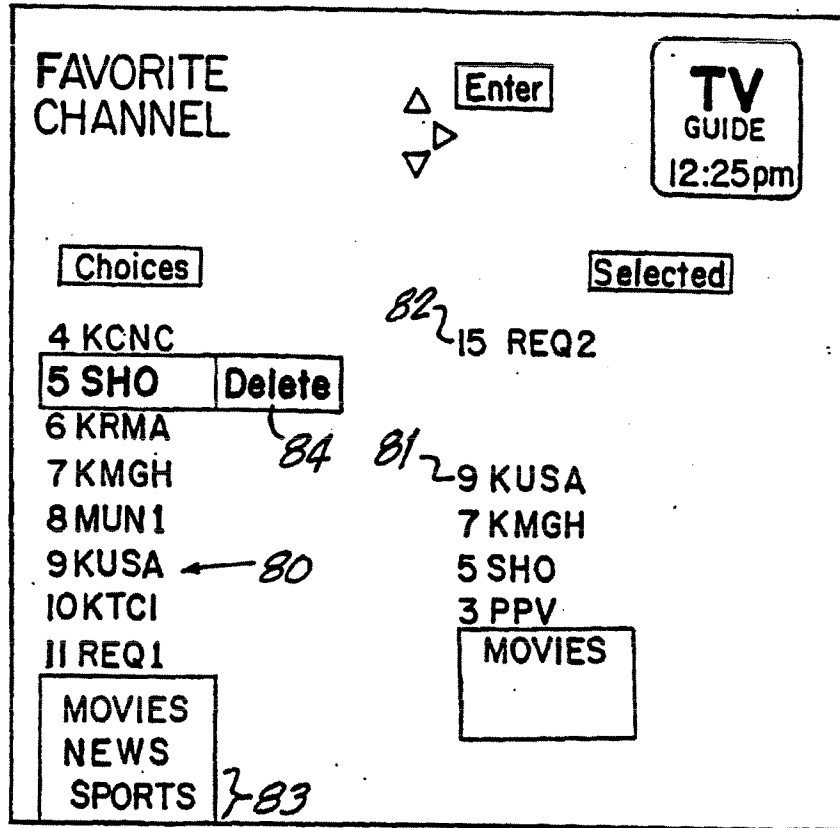 FAVORITE
CHANNEL
Enter
TV
GUIDE
12:25pm
Choices
Selected
4 KCNC
5 SHO Delete
6 KRMA
7 KMGH
8 MUN1
9 KUSA
10 KTCI
11 REQ1
MOVIES
NEWS
SPORTS
84
80
83
82
15 REQ2
81
9 KUSA
7 KMGH
5 SHO
3 PPV
MOVIES